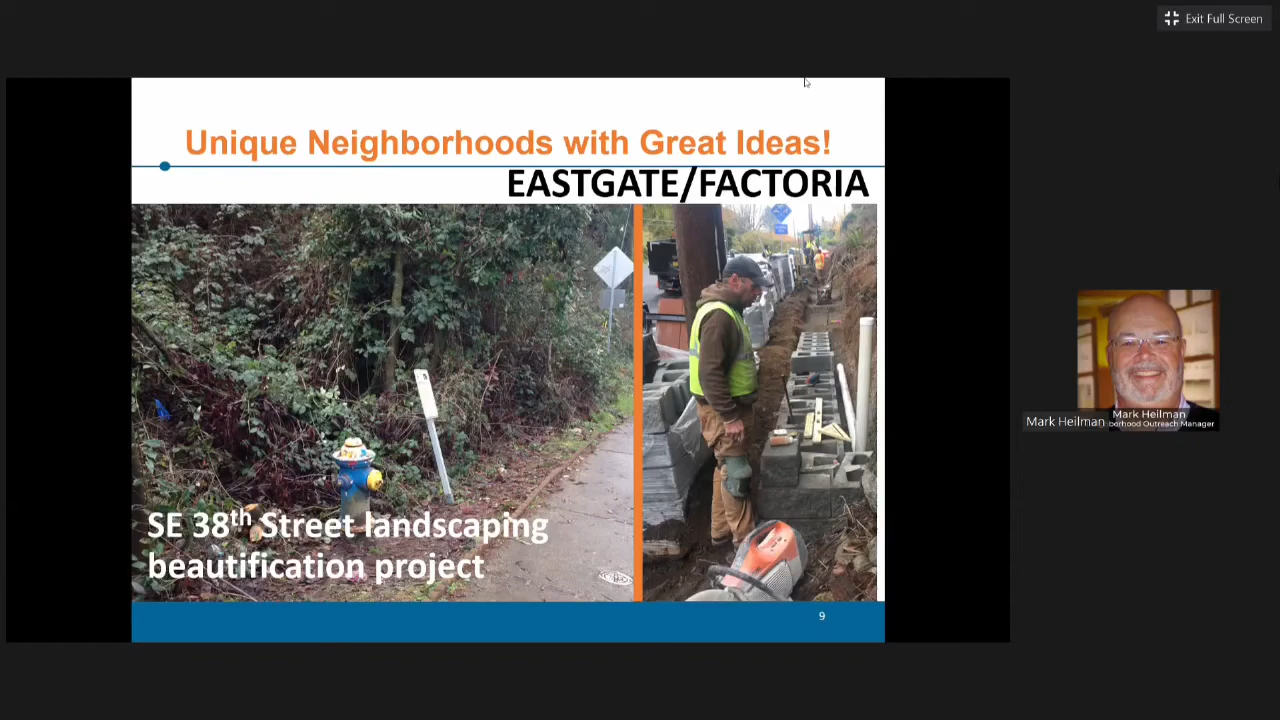 Exit Full Screen
Unique Neighborhoods with Great Ideas!
EASTGATE/FACTORIA
SE 38th Street landscaping
beautification project
9
Mark Heilman
Mark Heilman
borhood Outreach Manager